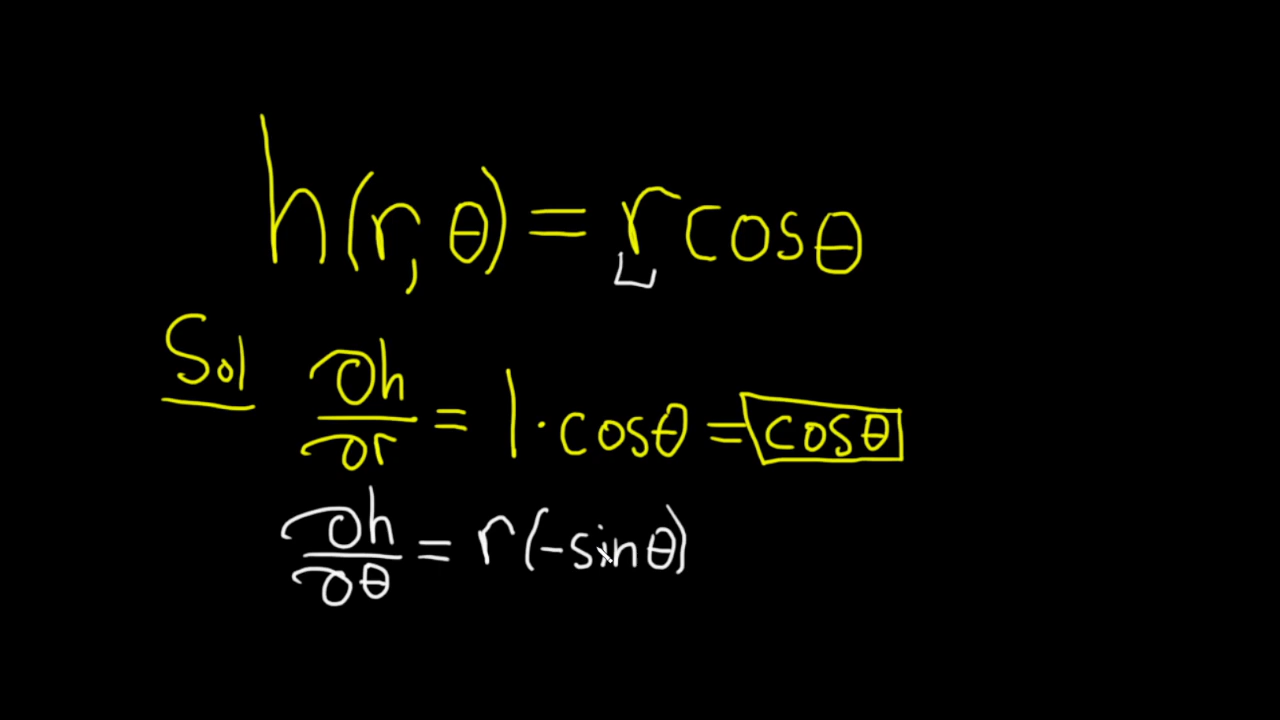 h(r, θ) = r cosθ
Sol ∂h/∂r = 1 · cosθ = cosθ
∂h/∂θ = r(-sinθ)